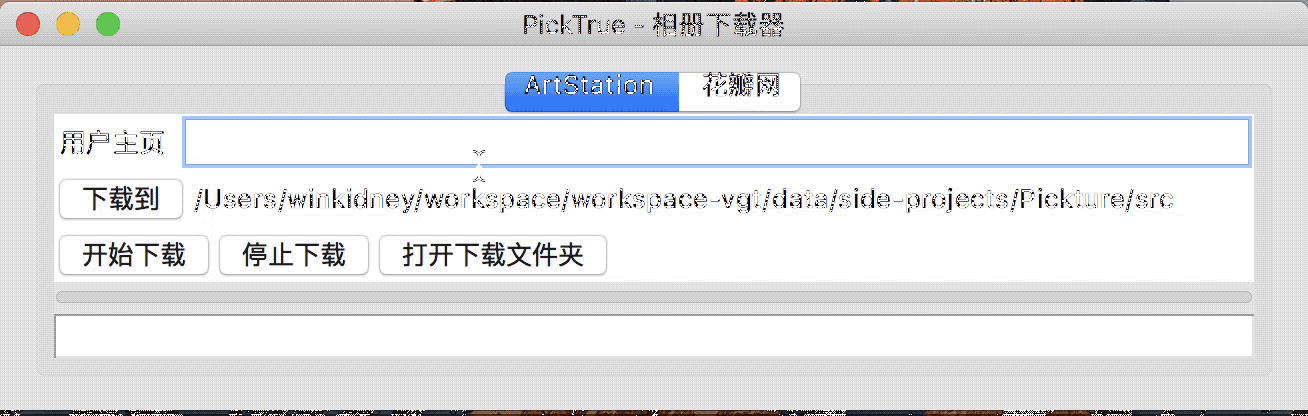 PickTrue - 相册下载器
ArtStation 花瓣网
用户主页
下载到 /Users/winkidney/workspace/workspace-vgt/data/side-projects/Pickture/src
开始下载 停止下载 打开下载文件夹